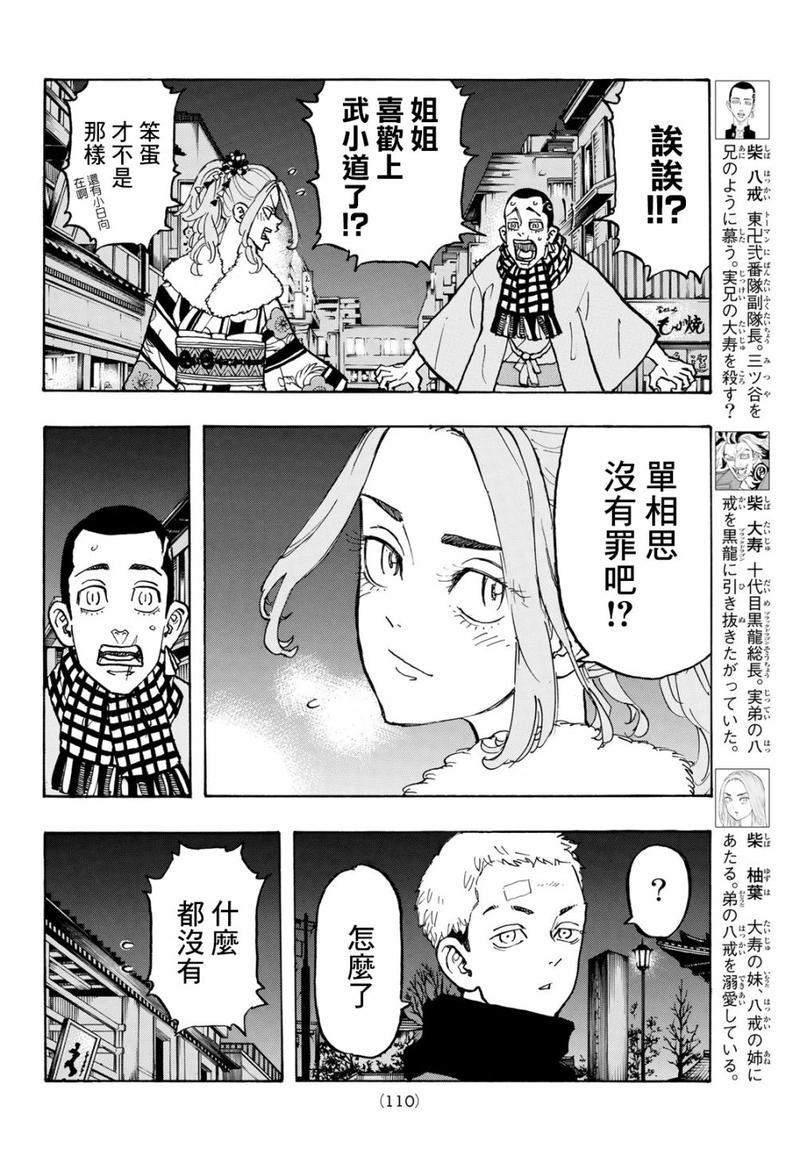 誒誒!!?
姐姐
喜歡上
武小道了!?
笨蛋
才不是
那樣
還有小日向
在啊
も
焼
單相思
沒有罪吧!?
？
怎麼了
什麼
都沒有
柴 八戒 東卍弐番隊副隊長。三ツ谷を
兄のように慕う。実兄の大寿を殺す？
柴 大寿 十代目黒龍総長。実弟の八
戒を黒龍に引き抜きたがっていた。
柴 柚葉 大寿の妹、八戒の姉に
あたる。弟の八戒を溺愛している。
(110)